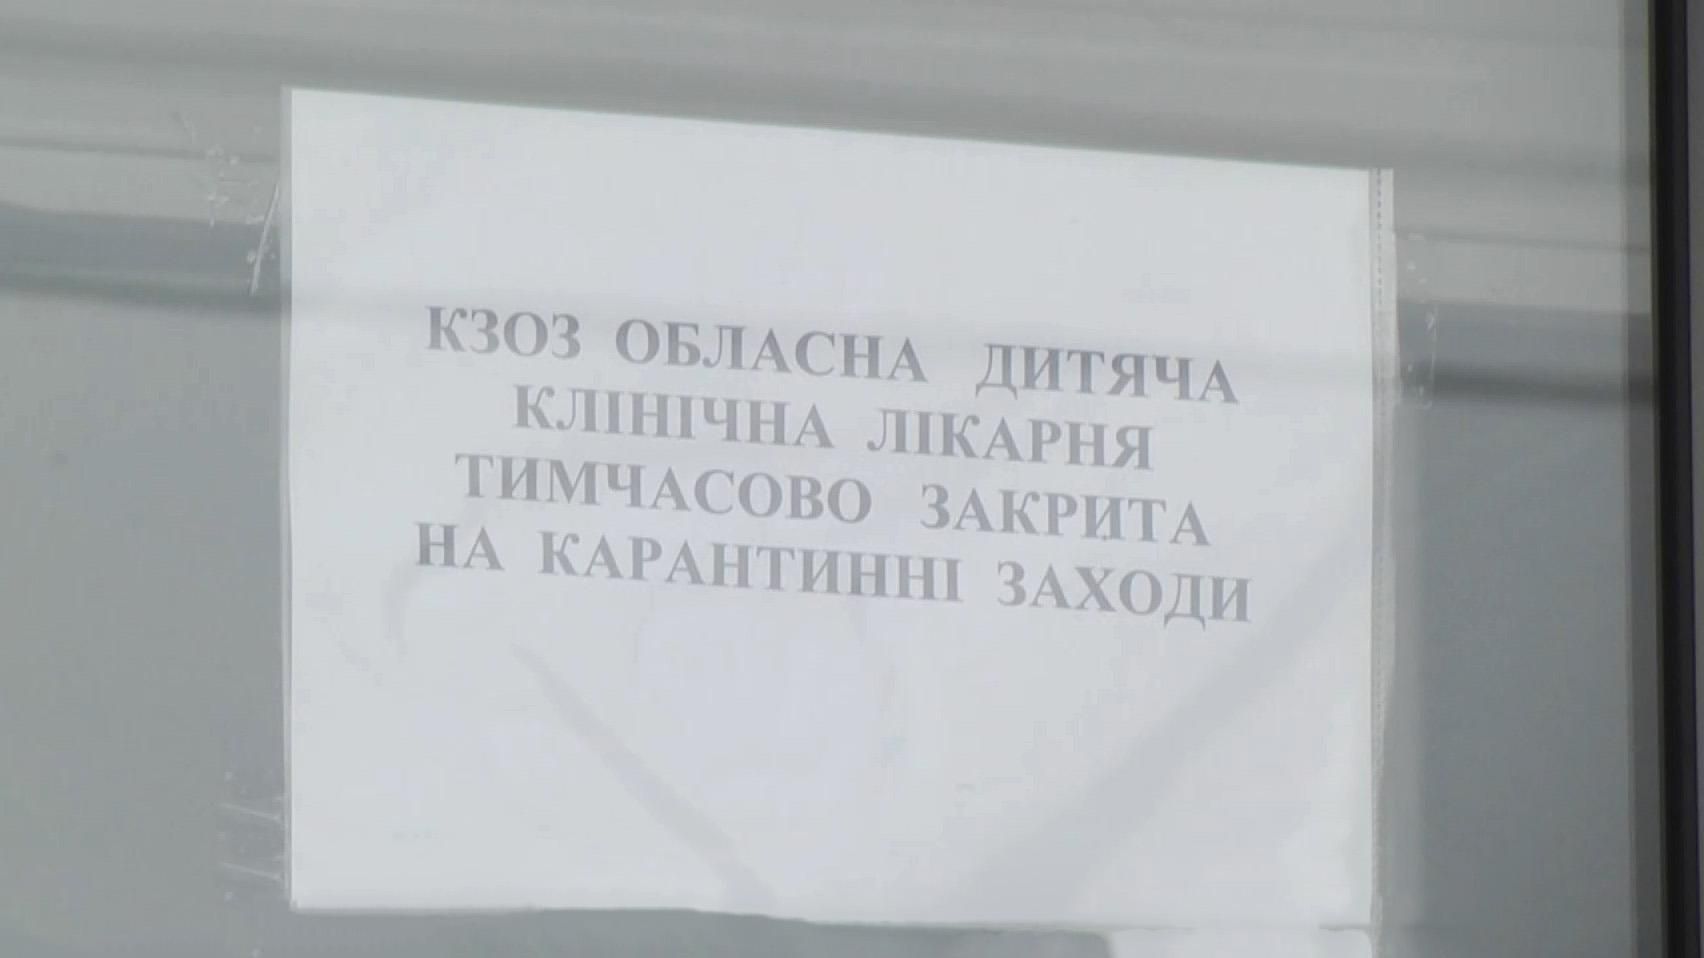 КЗОЗ ОБЛАСНА ДИТЯЧА
КЛІНІЧНА ЛІКАРНЯ
ТИМЧАСОВО ЗАКРИТА
НА КАРАНТИННІ ЗАХОДИ